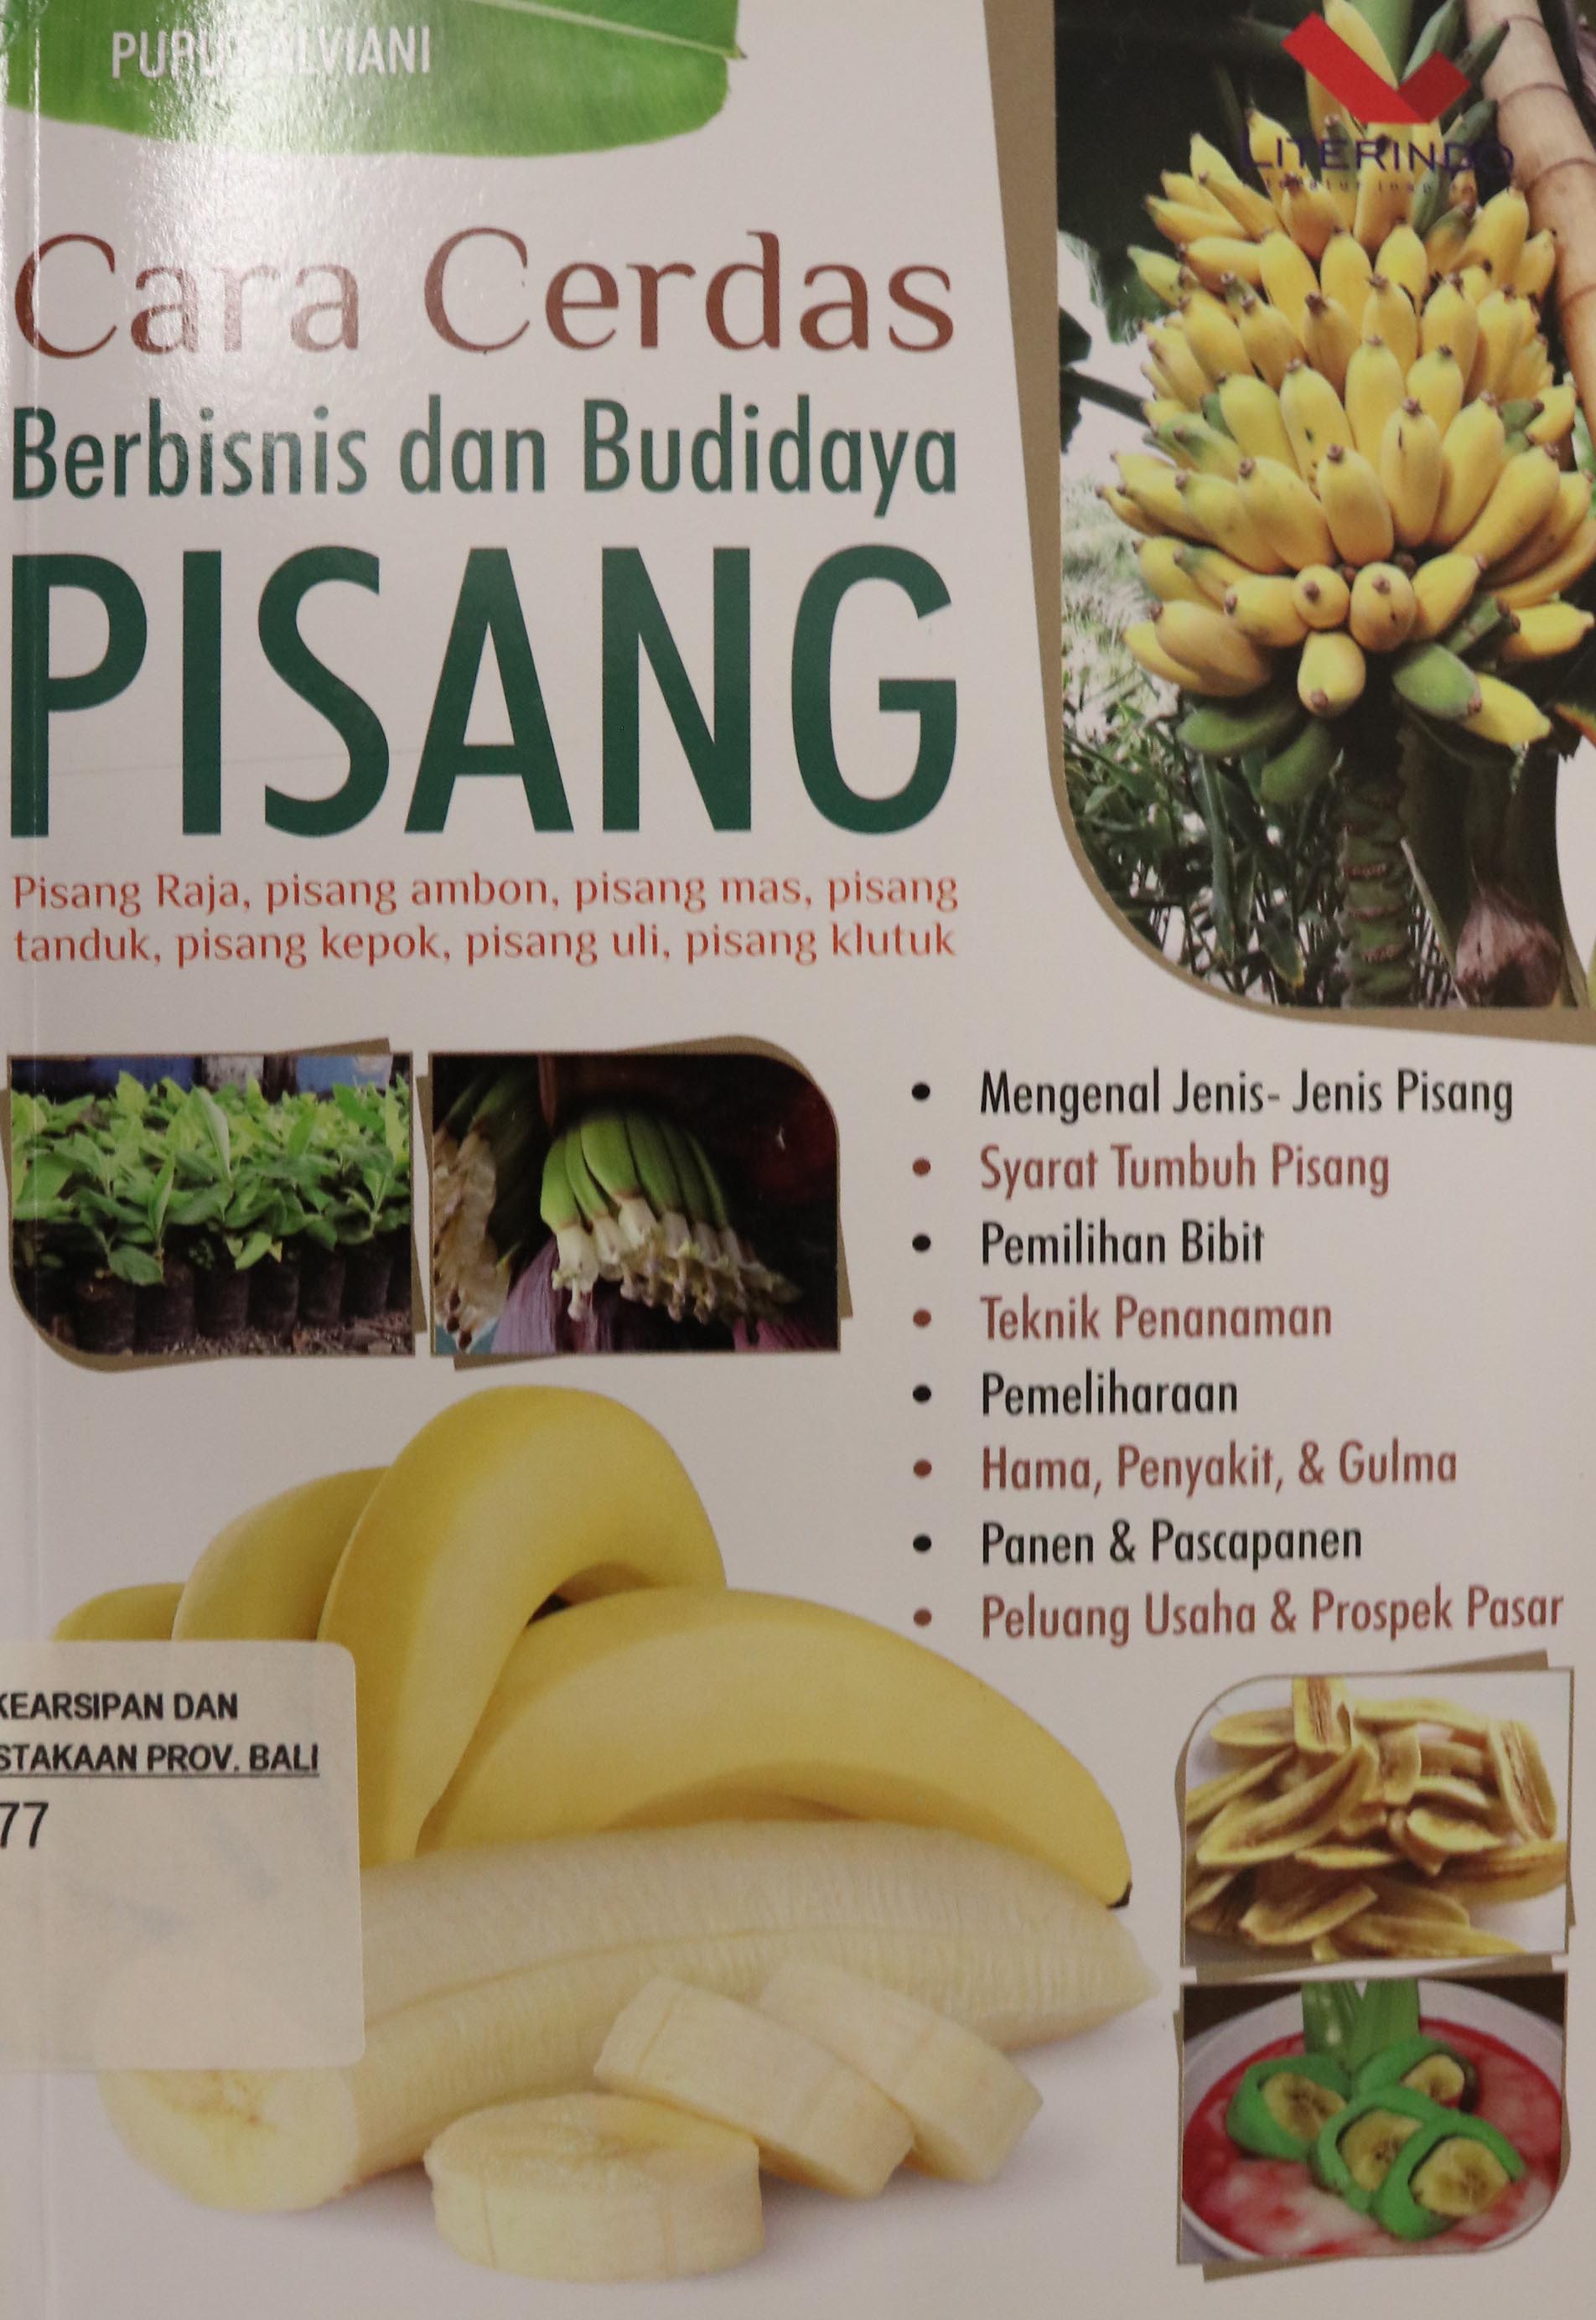 LITERINDO
Cara Cerdas
Berbisnis dan Budidaya
PISANG
Pisang Raja, pisang ambon, pisang mas, pisang
tanduk, pisang kepok, pisang uli, pisang klutuk
• Mengenal Jenis- Jenis Pisang
• Syarat Tumbuh Pisang
• Pemilihan Bibit
• Teknik Penanaman
• Pemeliharaan
• Hama, Penyakit, & Gulma
• Panen & Pascapanen
• Peluang Usaha & Prospek Pasar
KEARSIPAN DAN
STAKAAN PROV. BALI
77